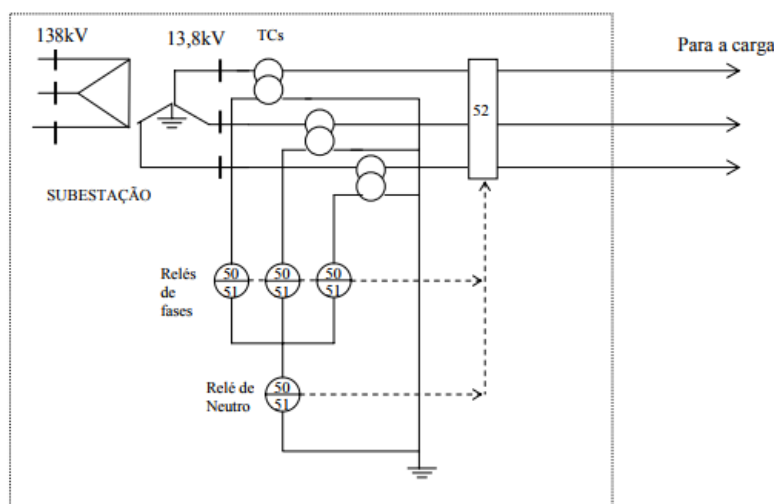 138kV
13,8kV
TCs
Para a carga
52
SUBESTAÇÃO
Relés
de
fases
50
51
50
51
50
51
Relé de
Neutro
50
51